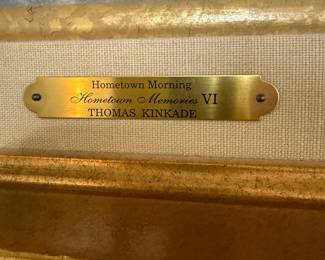 Hometown Morning
Hometown Memories VI
THOMAS KINKADE